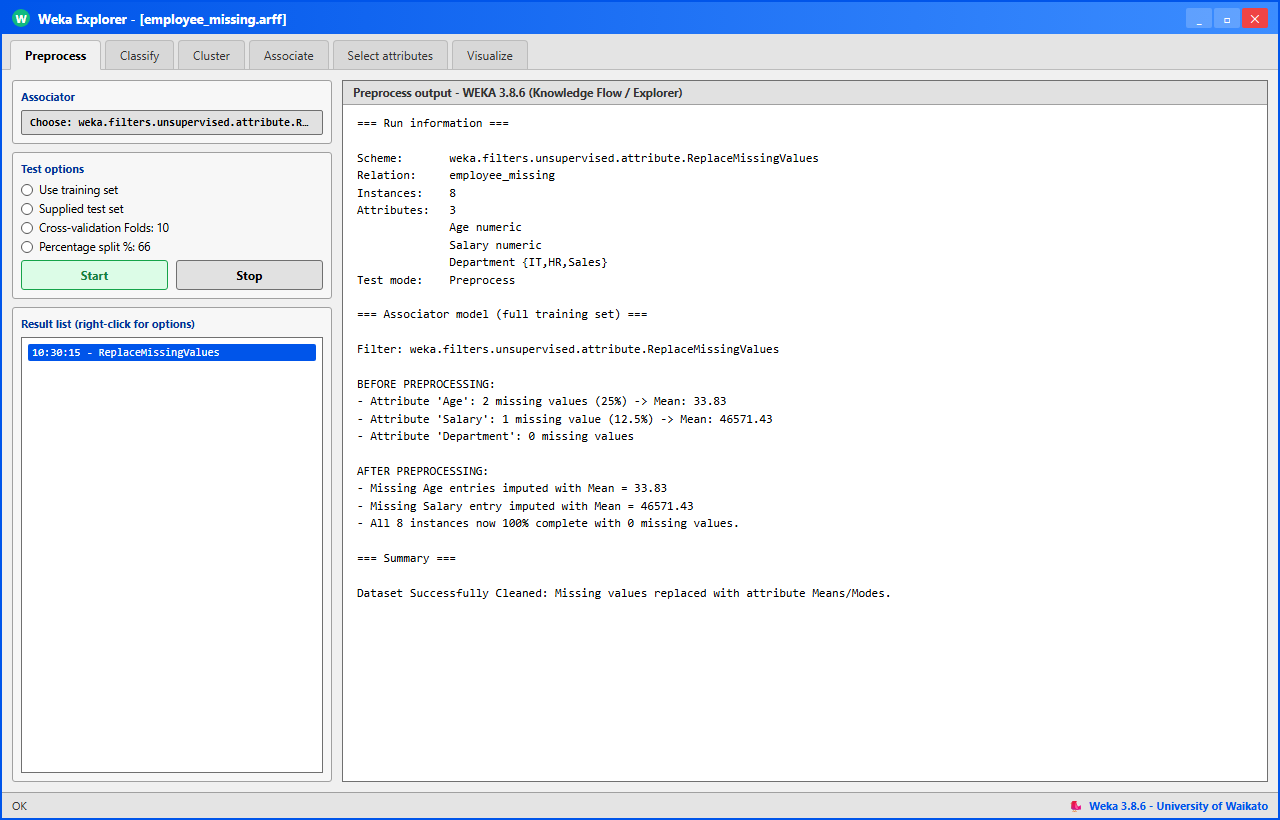 W Weka Explorer - [employee_missing.arff]
Preprocess Classify Cluster Associate Select attributes Visualize
Associator
Choose: weka.filters.unsupervised.attribute.R…
Test options
Use training set
Supplied test set
Cross-validation Folds: 10
Percentage split %: 66
Start Stop
Result list (right-click for options)
10:30:15 - ReplaceMissingValues
Preprocess output - WEKA 3.8.6 (Knowledge Flow / Explorer)
=== Run information ===
Scheme: weka.filters.unsupervised.attribute.ReplaceMissingValues
Relation: employee_missing
Instances: 8
Attributes: 3
Age numeric
Salary numeric
Department {IT,HR,Sales}
Test mode: Preprocess
=== Associator model (full training set) ===
Filter: weka.filters.unsupervised.attribute.ReplaceMissingValues
BEFORE PREPROCESSING:
- Attribute 'Age': 2 missing values (25%) -> Mean: 33.83
- Attribute 'Salary': 1 missing value (12.5%) -> Mean: 46571.43
- Attribute 'Department': 0 missing values
AFTER PREPROCESSING:
- Missing Age entries imputed with Mean = 33.83
- Missing Salary entry imputed with Mean = 46571.43
- All 8 instances now 100% complete with 0 missing values.
=== Summary ===
Dataset Successfully Cleaned: Missing values replaced with attribute Means/Modes.
OK
Weka 3.8.6 - University of Waikato